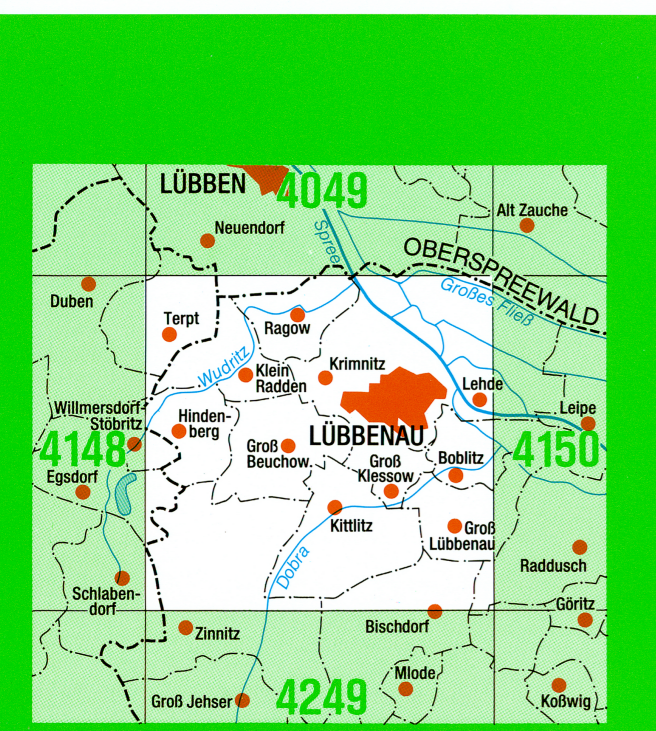 LÜBBEN
4049
Alt Zauche
Neuendorf
Spree
OBERSPREEWALD
Großes Fließ
Duben
Terpt
Ragow
Wudritz
Klein
Radden
Krimnitz
Lehde
Willmersdorf-
Stöbritz
Hinden-
berg
LÜBBENAU
Leipe
4148
Groß
Beuchow
Groß
Klessow
Boblitz
4150
Egsdorf
Kittlitz
Groß
Lübbenau
Dobra
Raddusch
Schlaben-
dorf
Göritz
Zinnitz
Bischdorf
Groß Jehser
4249
Mlode
Koßwig